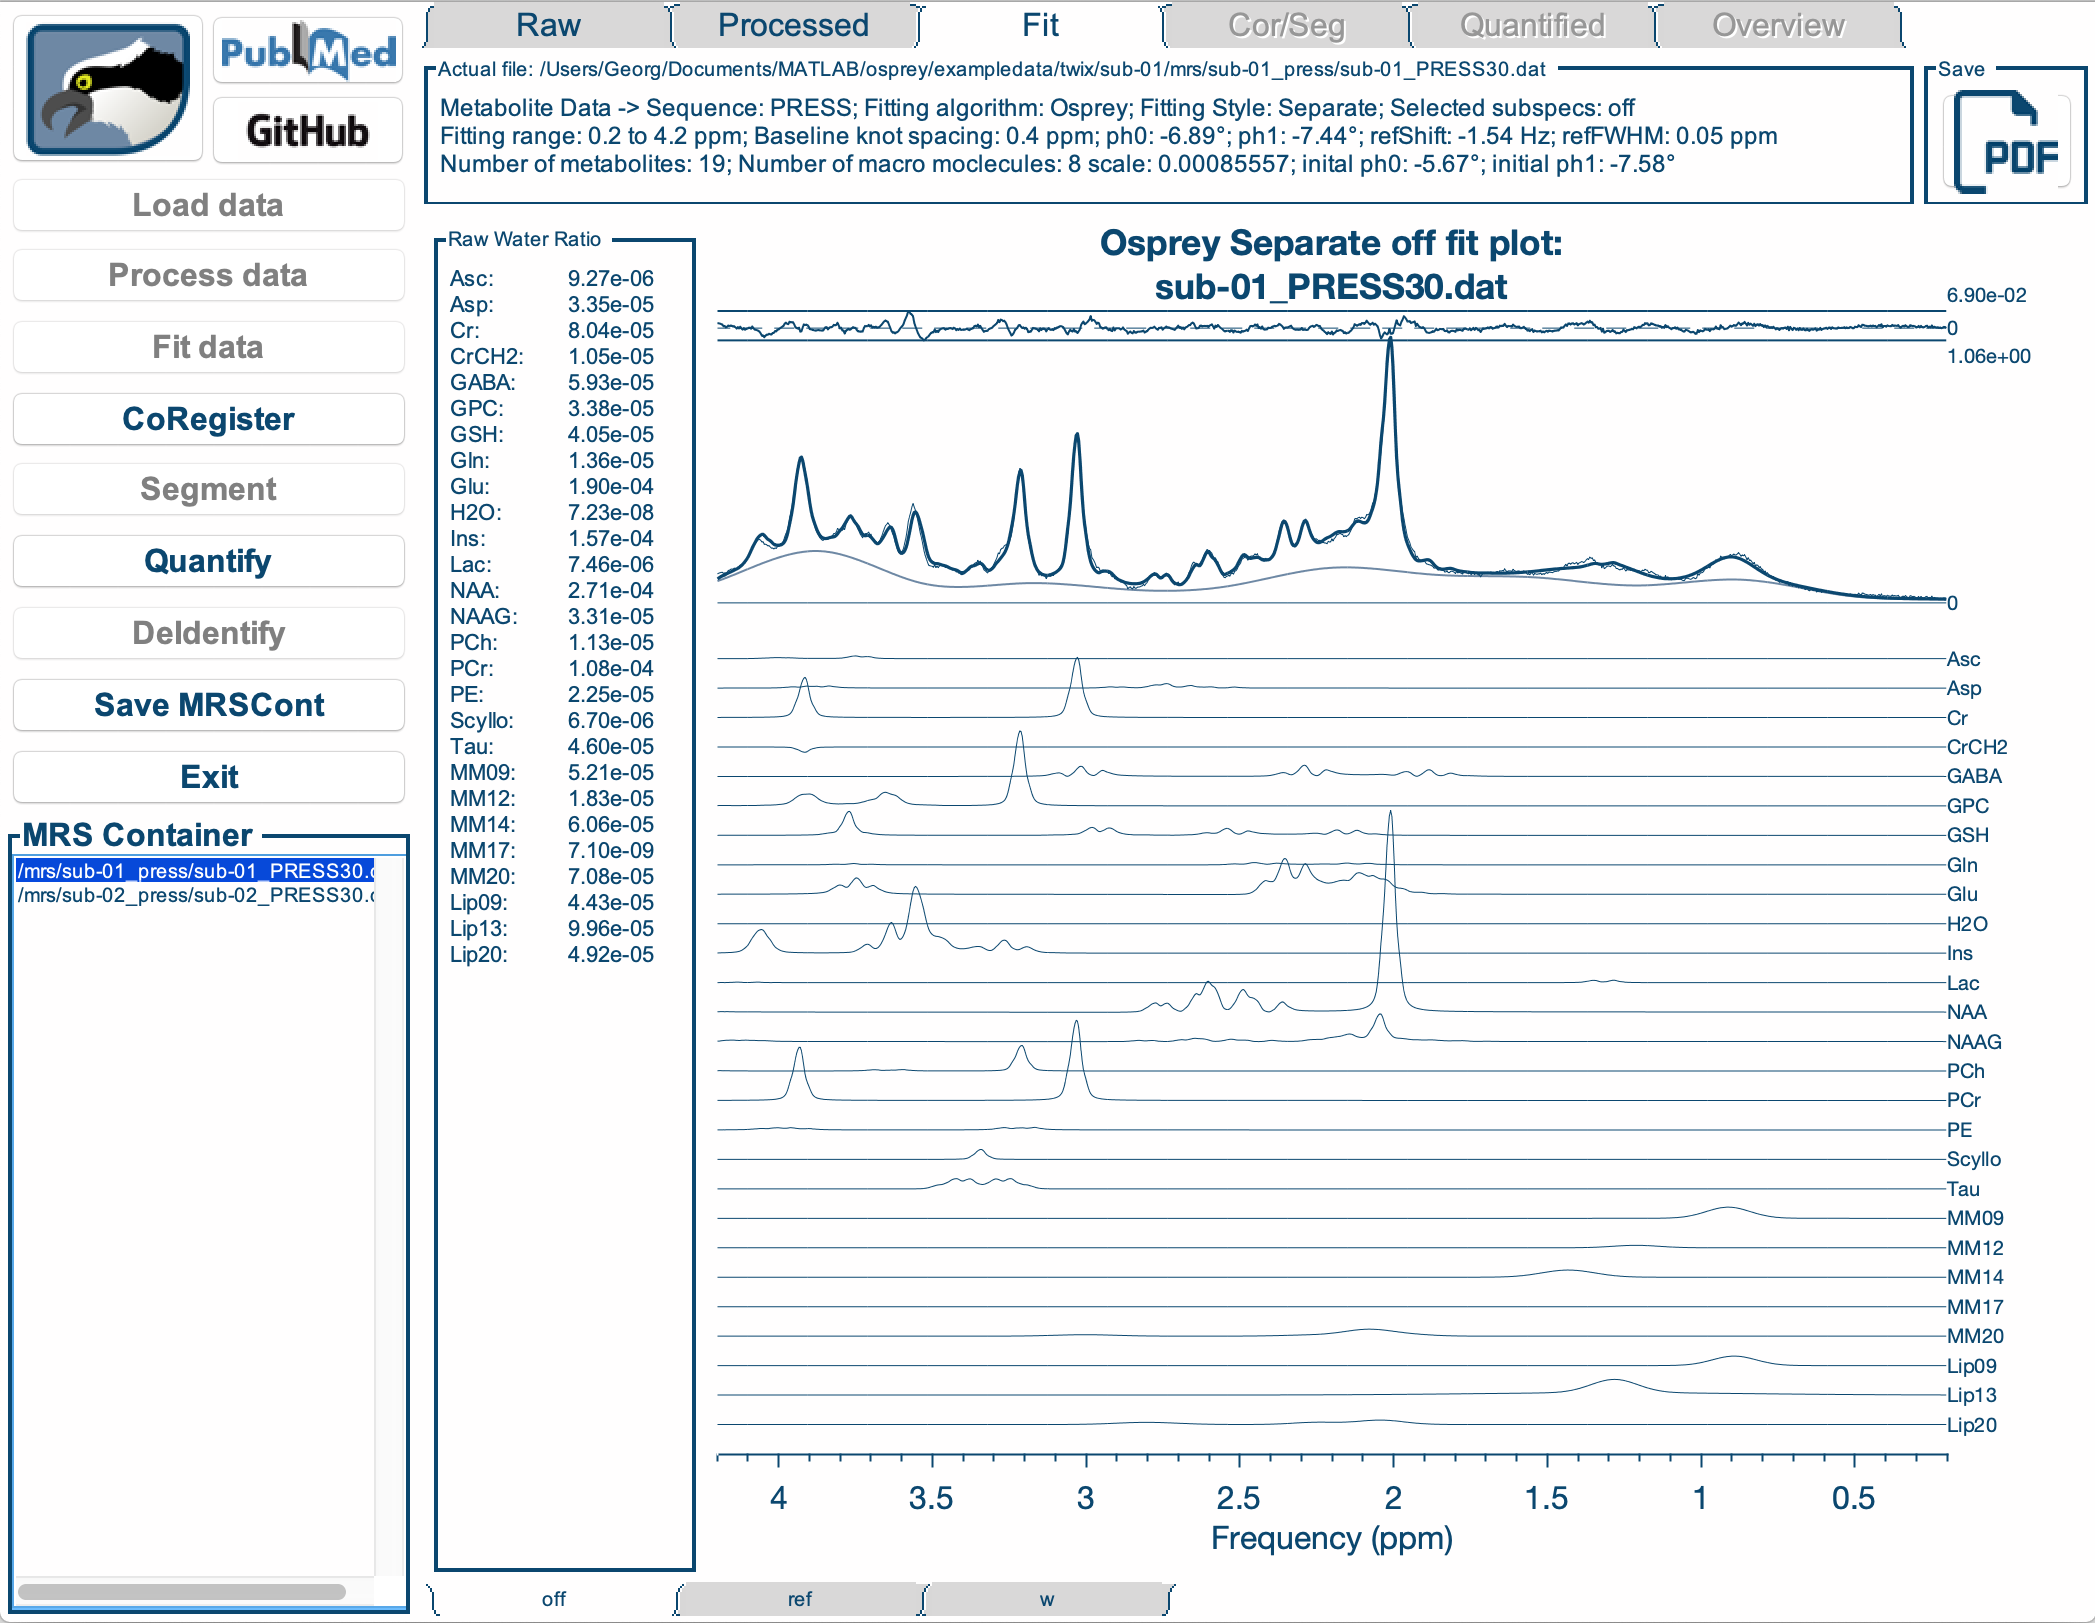 PubMed
GitHub
Load data
Process data
Fit data
CoRegister
Segment
Quantify
DeIdentify
Save MRSCont
Exit
MRS Container
/mrs/sub-01_press/sub-01_PRESS30.d
/mrs/sub-02_press/sub-02_PRESS30.d
Raw Processed Fit Cor/Seg Quantified Overview
Actual file: /Users/Georg/Documents/MATLAB/osprey/exampledata/twix/sub-01/mrs/sub-01_press/sub-01_PRESS30.dat
Metabolite Data -> Sequence: PRESS; Fitting algorithm: Osprey; Fitting Style: Separate; Selected subspecs: off
Fitting range: 0.2 to 4.2 ppm; Baseline knot spacing: 0.4 ppm; ph0: -6.89°; ph1: -7.44°; refShift: -1.54 Hz; refFWHM: 0.05 ppm
Number of metabolites: 19; Number of macro moclecules: 8 scale: 0.00085557; inital ph0: -5.67°; initial ph1: -7.58°
Save
PDF
Raw Water Ratio
Asc: 9.27e-06
Asp: 3.35e-05
Cr: 8.04e-05
CrCH2: 1.05e-05
GABA: 5.93e-05
GPC: 3.38e-05
GSH: 4.05e-05
Gln: 1.36e-05
Glu: 1.90e-04
H2O: 7.23e-08
Ins: 1.57e-04
Lac: 7.46e-06
NAA: 2.71e-04
NAAG: 3.31e-05
PCh: 1.13e-05
PCr: 1.08e-04
PE: 2.25e-05
Scyllo: 6.70e-06
Tau: 4.60e-05
MM09: 5.21e-05
MM12: 1.83e-05
MM14: 6.06e-05
MM17: 7.10e-09
MM20: 7.08e-05
Lip09: 4.43e-05
Lip13: 9.96e-05
Lip20: 4.92e-05
Osprey Separate off fit plot:
sub-01_PRESS30.dat
6.90e-02
0
1.06e+00
0
Asc
Asp
Cr
CrCH2
GABA
GPC
GSH
Gln
Glu
H2O
Ins
Lac
NAA
NAAG
PCh
PCr
PE
Scyllo
Tau
MM09
MM12
MM14
MM17
MM20
Lip09
Lip13
Lip20
4 3.5 3 2.5 2 1.5 1 0.5
Frequency (ppm)
off ref w